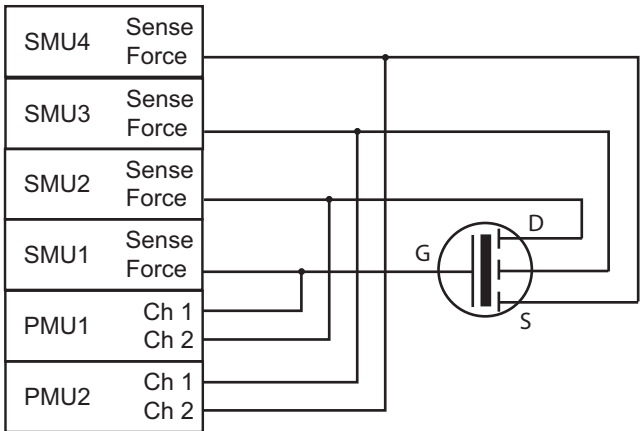 SMU4 Sense
Force
SMU3 Sense
Force
SMU2 Sense
Force
SMU1 Sense
Force
PMU1 Ch 1
Ch 2
PMU2 Ch 1
Ch 2
D
G
S